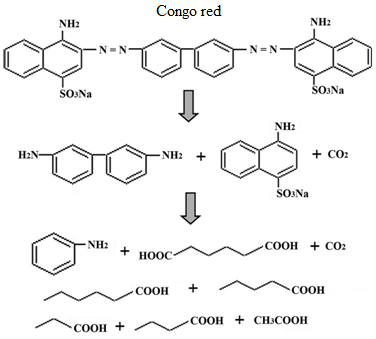 Congo red
NH2 NH2
N=N N=N
SO3Na SO3Na
H2N NH2 + NH2 + CO2
SO3Na
NH2 + HOOC COOH + CO2
COOH + COOH
COOH + COOH + CH3COOH